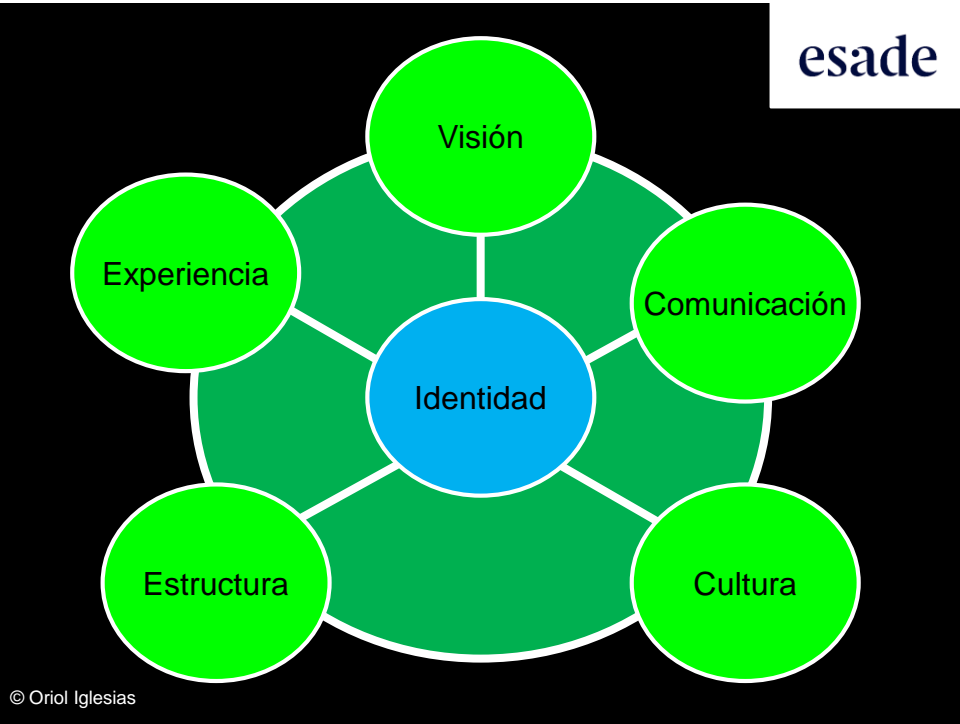 esade
Visión
Experiencia
Comunicación
Identidad
Estructura
Cultura
© Oriol Iglesias